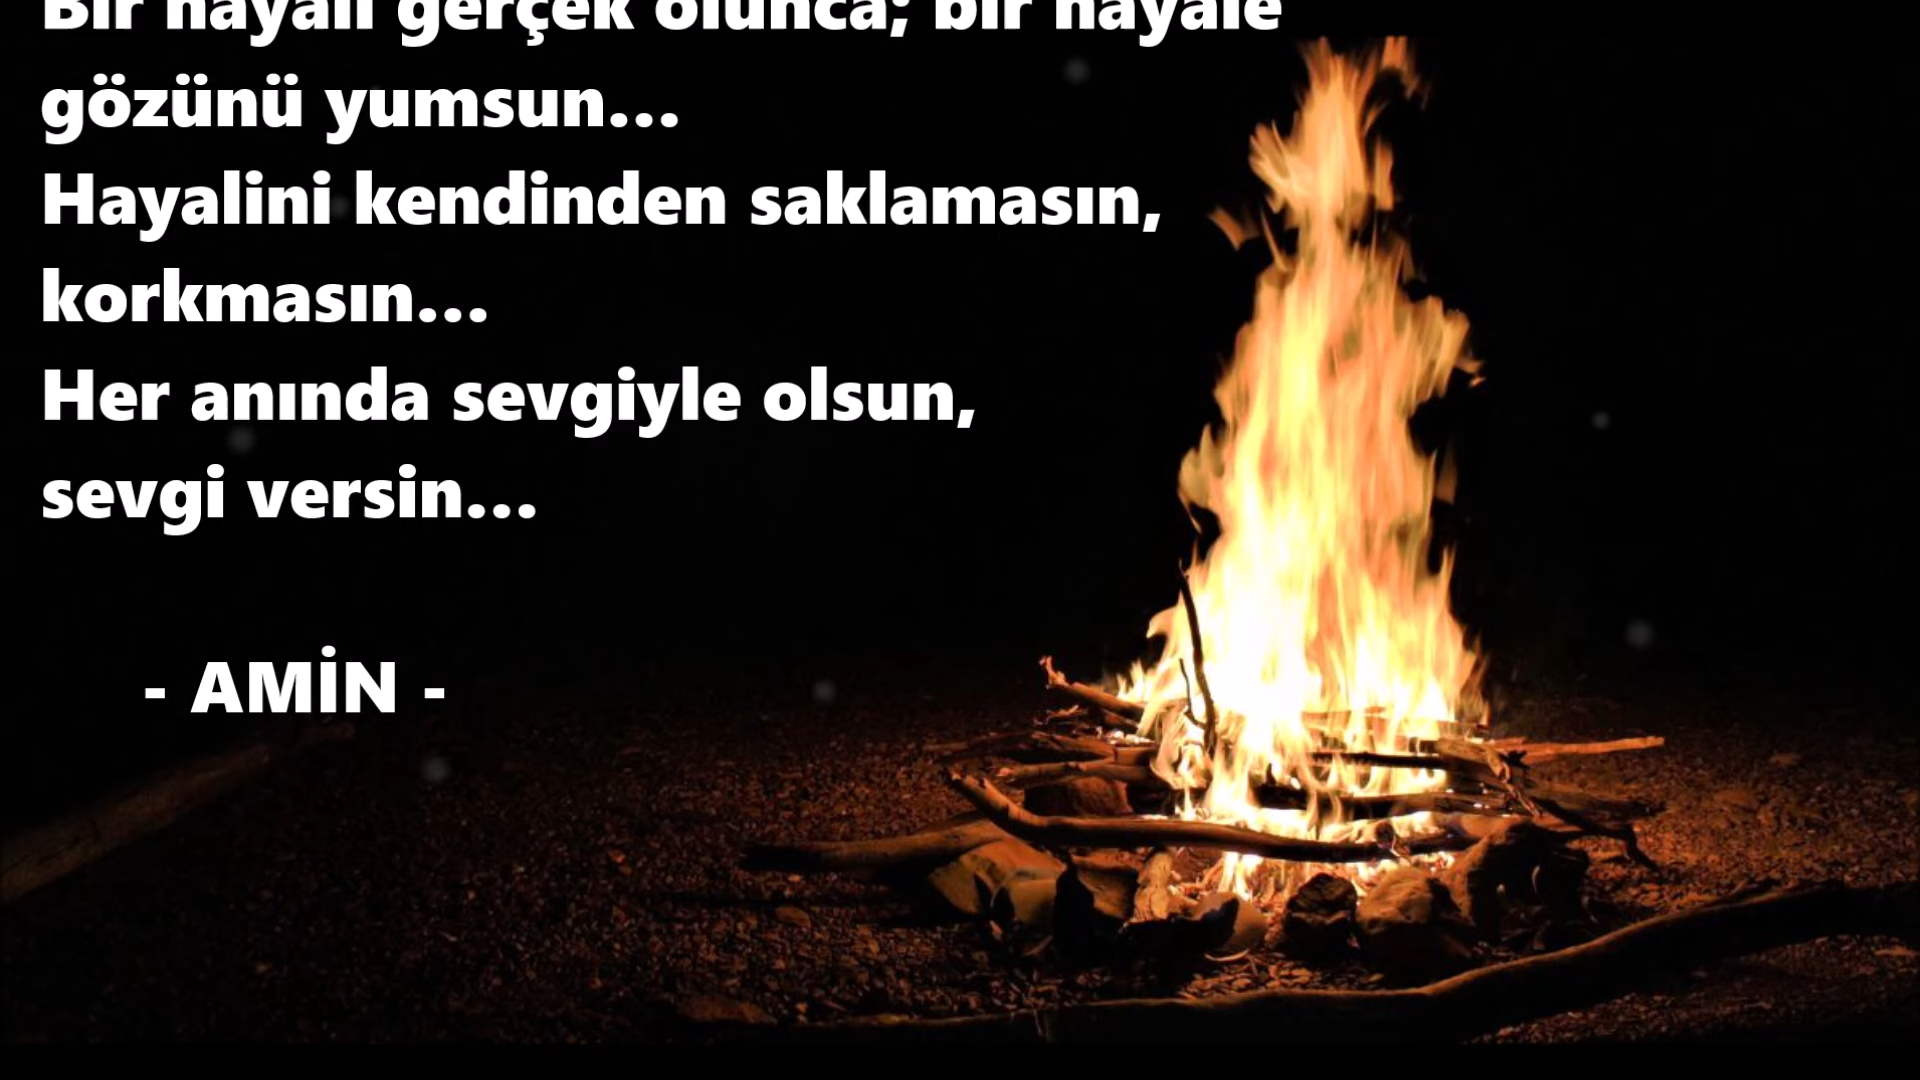 Bir hayali gerçek olunca; bir hayale
gözünü yumsun...
Hayalini kendinden saklamasın,
korkmasın...
Her anında sevgiyle olsun,
sevgi versin...
- AMİN -